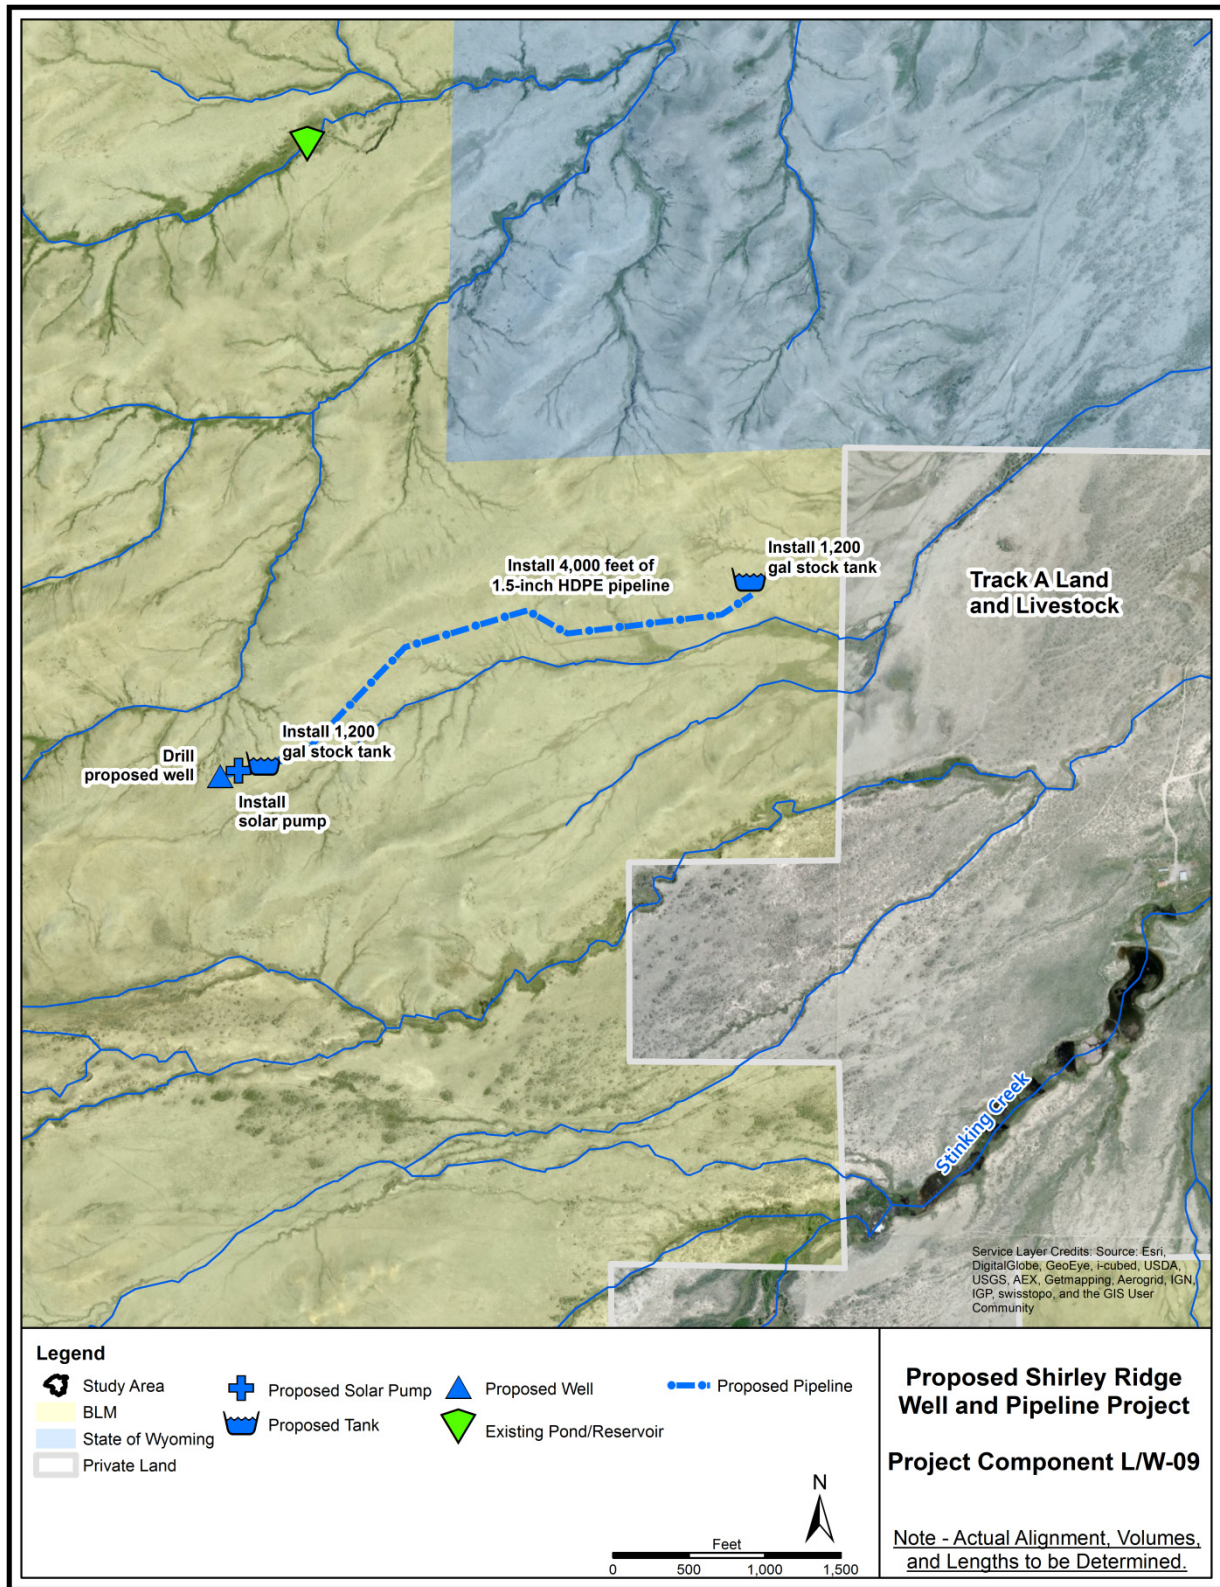 Install 1,200
gal stock tank
Install 4,000 feet of
1.5-inch HDPE pipeline
Track A Land
and Livestock
Install 1,200
gal stock tank
Drill
proposed well
Install
solar pump
Stinking Creek
Service Layer Credits: Source: Esri,
DigitalGlobe, GeoEye, i-cubed, USDA,
USGS, AEX, Getmapping, Aerogrid, IGN,
IGP, swisstopo, and the GIS User
Community
Legend
Study Area
BLM
State of Wyoming
Private Land
Proposed Solar Pump
Proposed Tank
Proposed Well
Existing Pond/Reservoir
Proposed Pipeline
N
Feet
0 500 1,000 1,500
Proposed Shirley Ridge
Well and Pipeline Project
Project Component L/W-09
Note - Actual Alignment, Volumes,
and Lengths to be Determined.